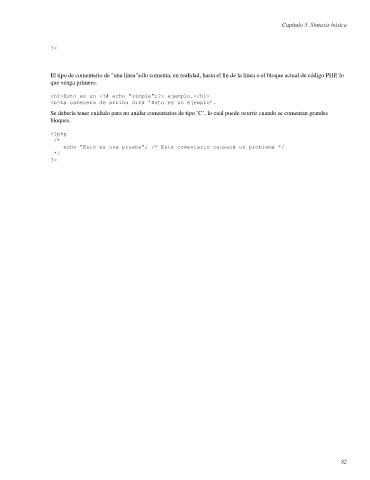 Capítulo 5. Sintaxis básica
?>
El tipo de comentario de "una linea"sólo comenta, en realidad, hasta el fin de la línea o el bloque actual de código PHP, lo
que venga primero.
<h1>Esto es un <?# echo "simple";?> ejemplo.</h1>
<p>La cabecera de arriba dirá 'Esto es un ejemplo'.
Se debería tener cuidado para no anidar comentarios de tipo 'C', lo cual puede ocurrir cuando se comentan grandes
bloques.
<?php
/*
echo "Esto es una prueba"; /* Este comentario causará un problema */
*/
?>
82